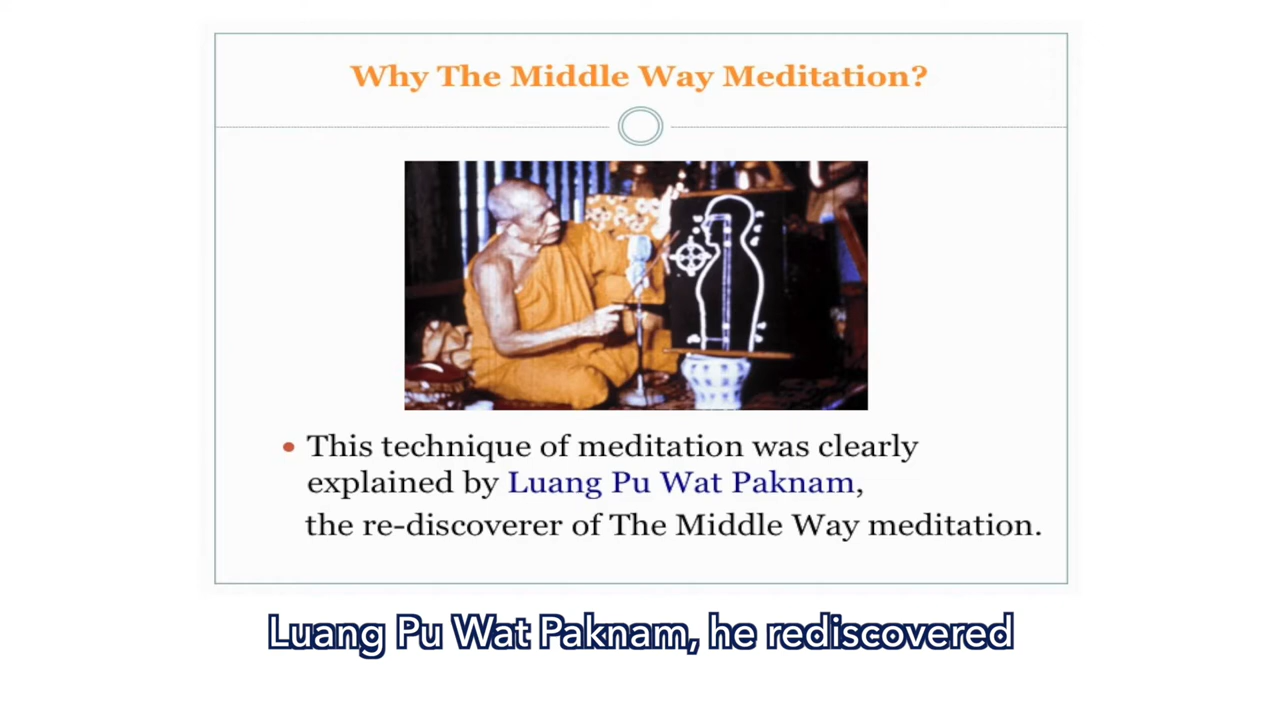 Why The Middle Way Meditation?
• This technique of meditation was clearly
explained by Luang Pu Wat Paknam,
the re-discoverer of The Middle Way meditation.
Luang Pu Wat Paknam, he rediscovered